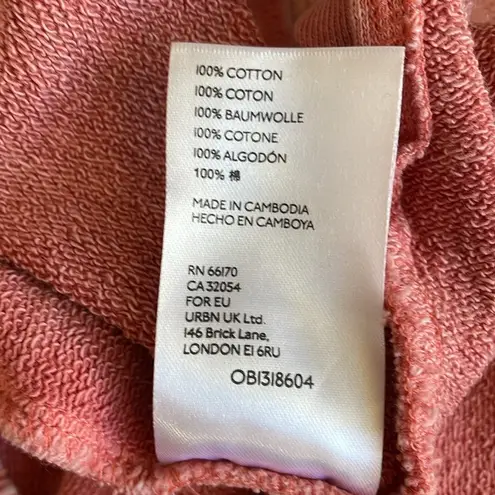 100% COTTON
100% COTON
100% BAUMWOLLE
100% COTONE
100% ALGODÓN
100% 棉
MADE IN CAMBODIA
HECHO EN CAMBOYA
RN 66170
CA 32054
FOR EU
URBN UK Ltd.
146 Brick Lane,
LONDON E1 6RU
OB1318604